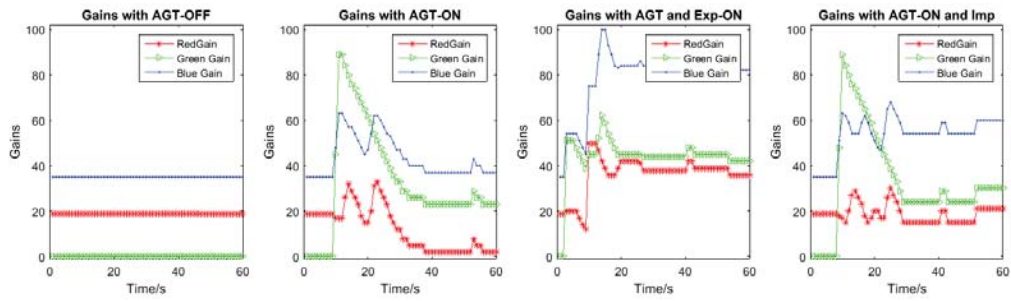 Gains with AGT-OFF
Gains with AGT-ON
Gains with AGT and Exp-ON
Gains with AGT-ON and Imp
100
80
60
40
20
0
Gains
RedGain
Green Gain
Blue Gain
0 20 40 60
Time/s
100
80
60
40
20
0
Gains
RedGain
Green Gain
Blue Gain
0 20 40 60
Time/s
100
80
60
40
20
0
Gains
RedGain
Green Gain
Blue Gain
0 20 40 60
Time/s
100
80
60
40
20
0
Gains
RedGain
Green Gain
Blue Gain
0 20 40 60
Time/s